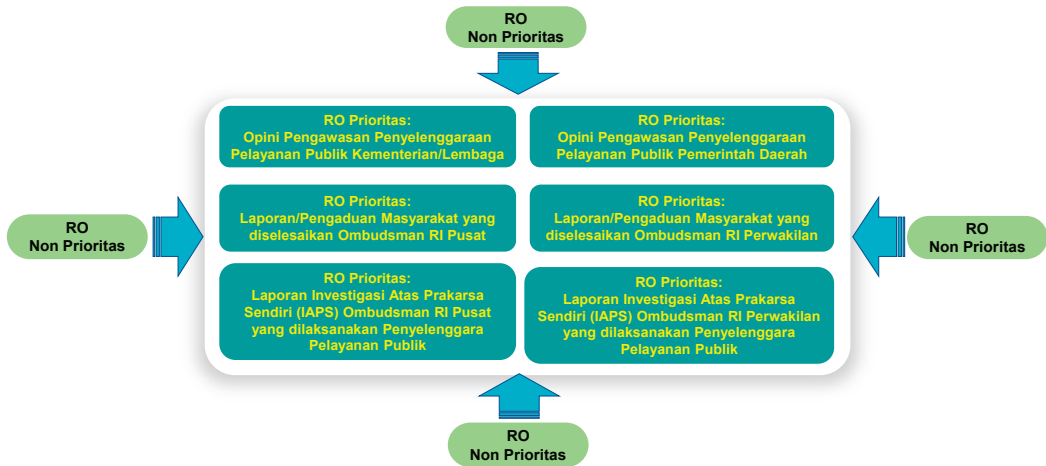 RO
Non Prioritas
RO Prioritas:
Opini Pengawasan Penyelenggaraan
Pelayanan Publik Kementerian/Lembaga
RO Prioritas:
Opini Pengawasan Penyelenggaraan
Pelayanan Publik Pemerintah Daerah
RO
Non Prioritas
RO Prioritas:
Laporan/Pengaduan Masyarakat yang
diselesaikan Ombudsman RI Pusat
RO Prioritas:
Laporan/Pengaduan Masyarakat yang
diselesaikan Ombudsman RI Perwakilan
RO
Non Prioritas
RO Prioritas:
Laporan Investigasi Atas Prakarsa
Sendiri (IAPS) Ombudsman RI Pusat
yang dilaksanakan Penyelenggara
Pelayanan Publik
RO Prioritas:
Laporan Investigasi Atas Prakarsa
Sendiri (IAPS) Ombudsman RI Perwakilan
yang dilaksanakan Penyelenggara
Pelayanan Publik
RO
Non Prioritas